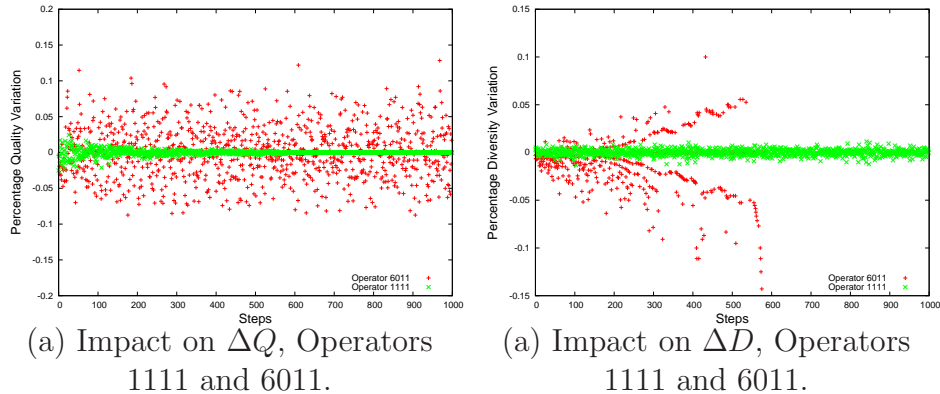 0.2
0.15
0.1
0.05
0
-0.05
-0.1
-0.15
-0.2
Percentage Quality Variation
0 100 200 300 400 500 600 700 800 900 1000
Steps
Operator 6011
Operator 1111
(a) Impact on ΔQ, Operators
1111 and 6011.
0.15
0.1
0.05
0
-0.05
-0.1
-0.15
Percentage Diversity Variation
0 100 200 300 400 500 600 700 800 900 1000
Steps
Operator 6011
Operator 1111
(a) Impact on ΔD, Operators
1111 and 6011.